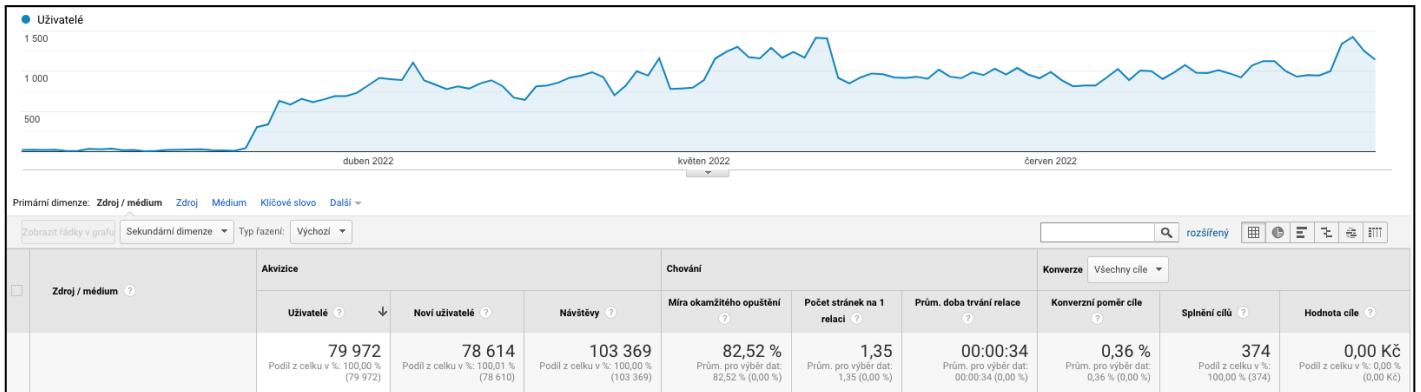 Uživatelé
1 500
1 000
500
duben 2022
květen 2022
červen 2022
Primární dimenze: Zdroj / médium Zdroj Médium Klíčové slovo Další
Zobrazit řádky v grafu Sekundární dimenze Typ řazení: Výchozí rozšířený
Zdroj / médium ?
Akvizice
Chování
Konverze Všechny cíle
Uživatelé ?
Noví uživatelé ?
Návštěvy ?
Míra okamžitého opuštění
?
Počet stránek na 1
relaci ?
Prům. doba trvání relace
?
Konverzní poměr cíle
?
Splnění cílů ?
Hodnota cíle ?
79 972
Podíl z celku v %: 100,00 %
(79 972)
78 614
Podíl z celku v %: 100,01 %
(78 610)
103 369
Podíl z celku v %: 100,00 %
(103 369)
82,52 %
Prům. pro výběr dat:
82,52 % (0,00 %)
1,35
Prům. pro výběr dat:
1,35 (0,00 %)
00:00:34
Prům. pro výběr dat:
00:00:34 (0,00 %)
0,36 %
Prům. pro výběr dat:
0,36 % (0,00 %)
374
Podíl z celku v %:
100,00 % (374)
0,00 Kč
Podíl z celku v %: 0,00 %
(0,00 Kč)